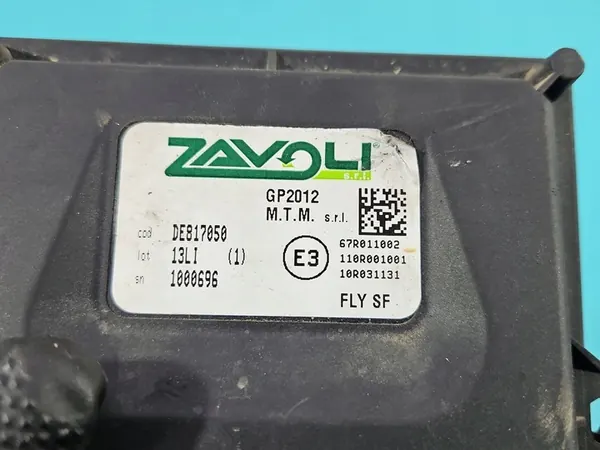 ZAVOLI
s.r.l.
GP2012
M.T.M. s.r.l.
cod DE817050
lot 13LI (1)
sn 1000696
E3
67R011002
110R001001
10R031131
FLY SF